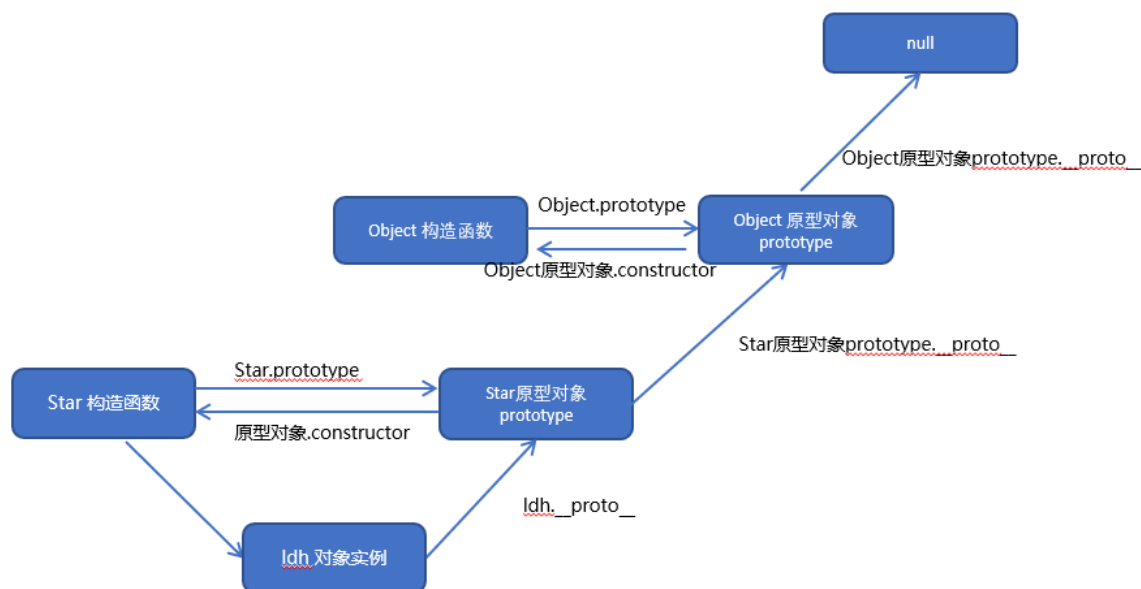 null
Object原型对象prototype.__proto__
Object 构造函数
Object.prototype
Object 原型对象
prototype
Object原型对象.constructor
Star原型对象prototype.__proto__
Star 构造函数
Star.prototype
Star原型对象
prototype
原型对象.constructor
ldh.__proto__
ldh 对象实例